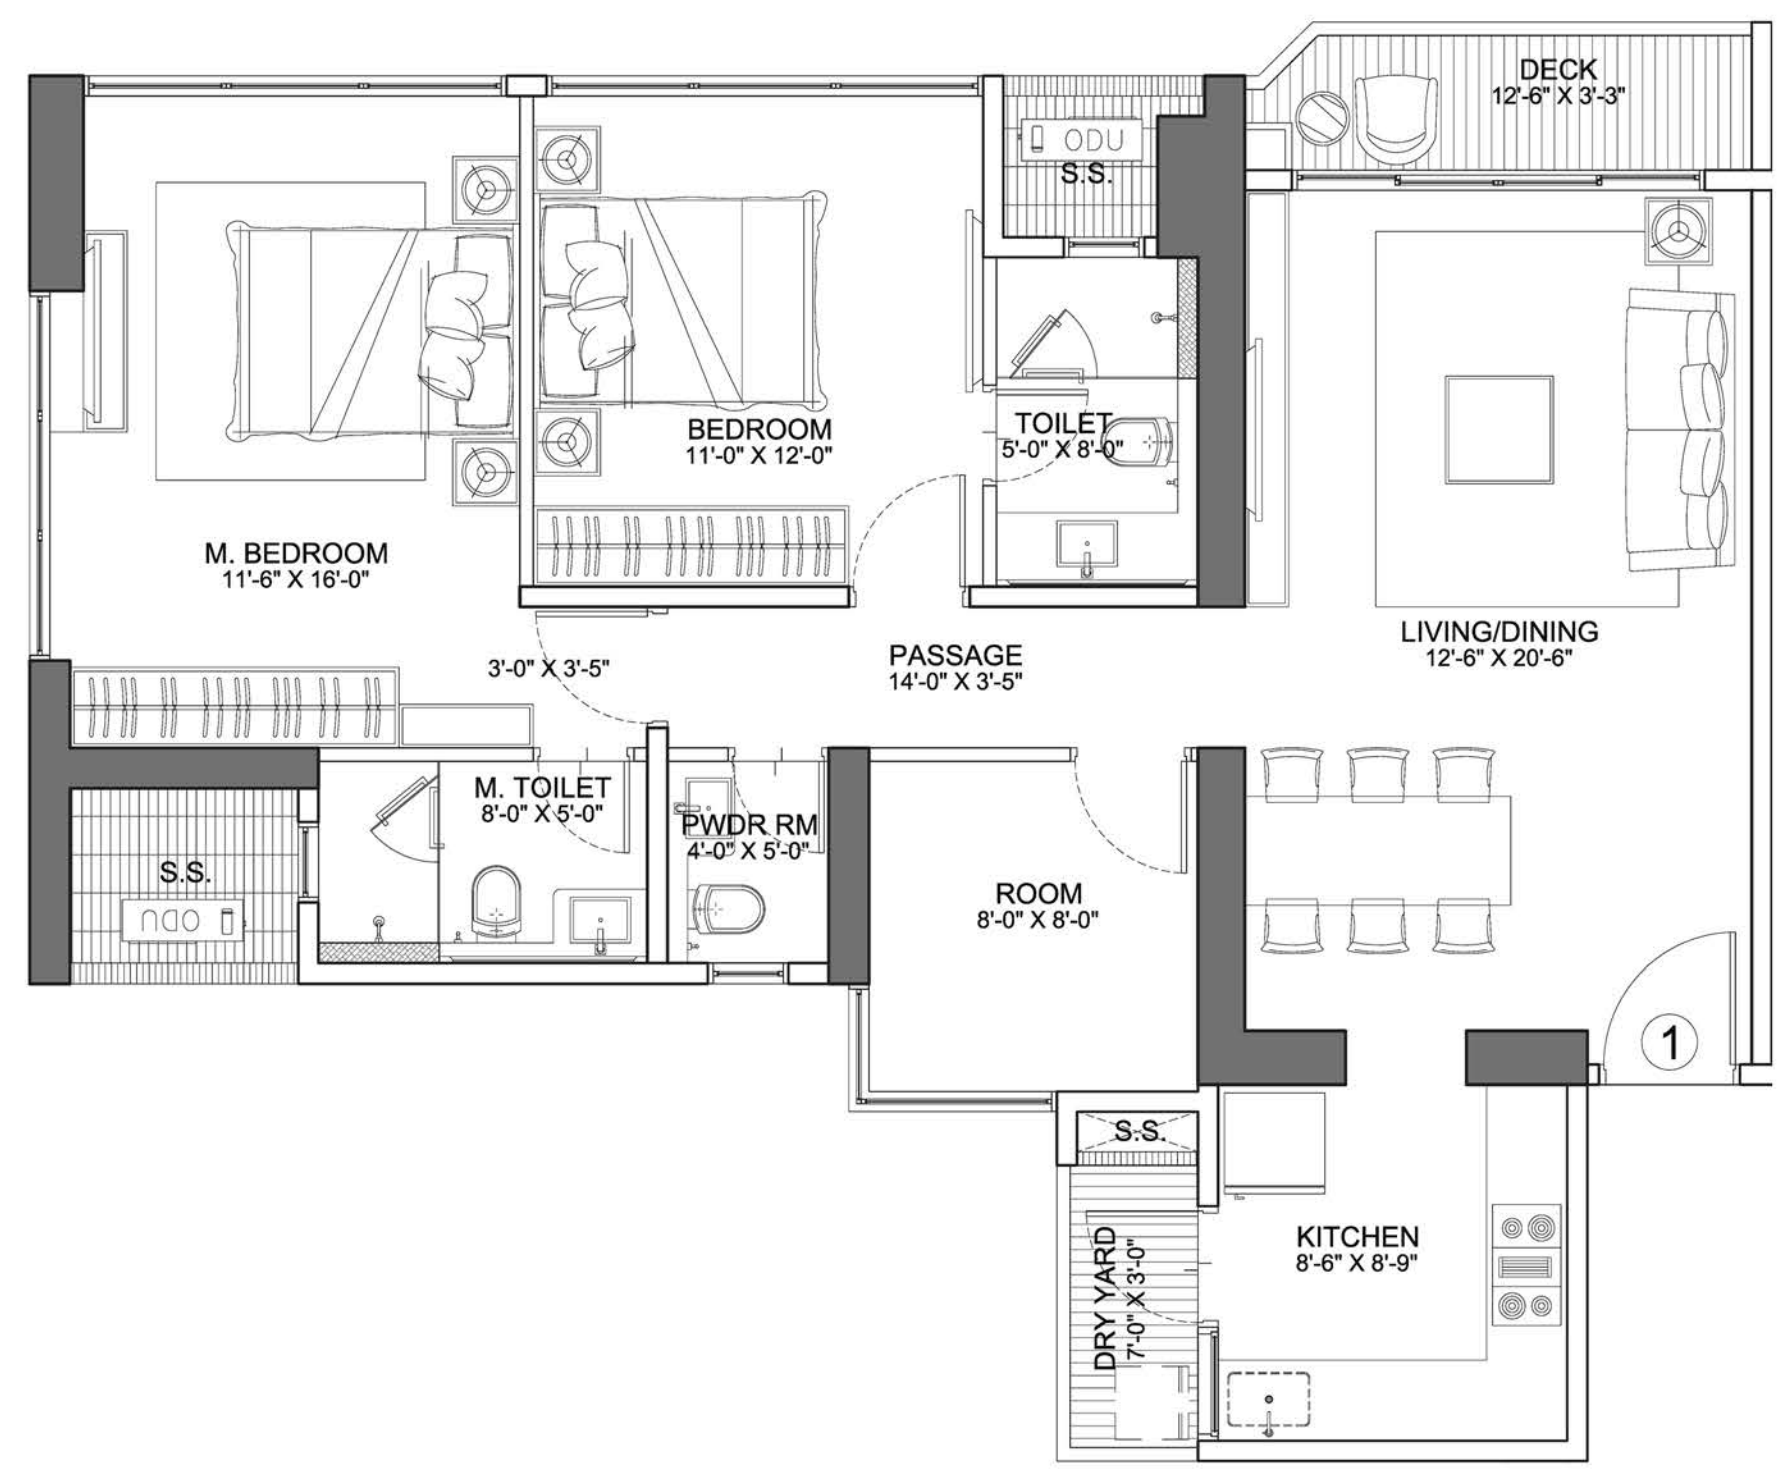 DECK
12'-6" X 3'-3"
ODU
S.S.
BEDROOM
11'-0" X 12'-0"
TOILET
5'-0" X 8'-0"
M. BEDROOM
11'-6" X 16'-0"
LIVING/DINING
12'-6" X 20'-6"
3'-0" X 3'-5"
PASSAGE
14'-0" X 3'-5"
M. TOILET
8'-0" X 5'-0"
PWDR RM
4'-0" X 5'-0"
S.S.
ODU
ROOM
8'-0" X 8'-0"
1
S.S.
KITCHEN
8'-6" X 8'-9"
DRY YARD
7'-0" X 3'-0"